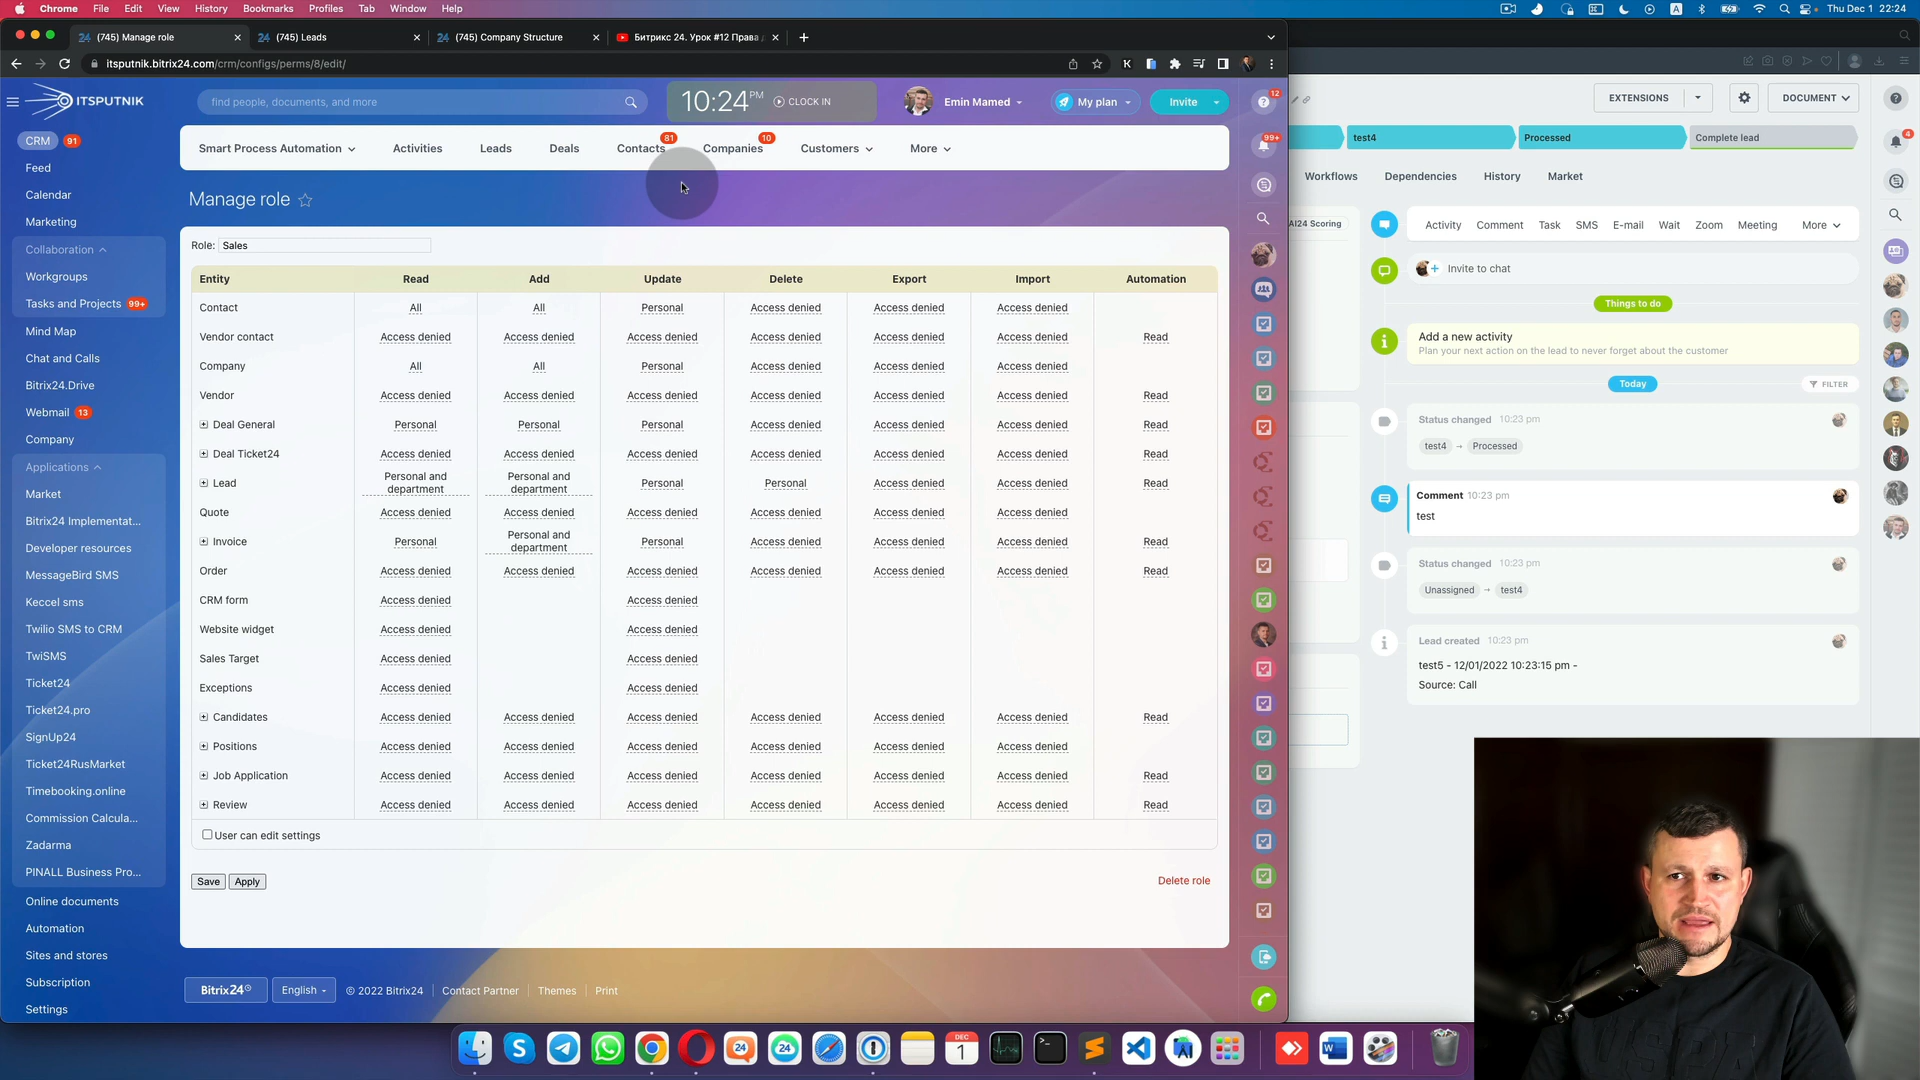 Chrome File Edit View History Bookmarks Profiles Tab Window Help
A
Thu Dec 1 22:24
24 (745) Manage role
24 (745) Leads
24 (745) Company Structure
Битрикс 24. Урок #12 Права
itsputnik.bitrix24.com/crm/configs/perms/8/edit/
ITSPUTNIK
find people, documents, and more
10:24 PM CLOCK IN
Emin Mamed
My plan
Invite
12
CRM 91
Feed
Calendar
Marketing
Collaboration
Workgroups
Tasks and Projects 99+
Mind Map
Chat and Calls
Bitrix24.Drive
Webmail 13
Company
Applications
Market
Bitrix24 Implementat...
Developer resources
MessageBird SMS
Keccel sms
Twilio SMS to CRM
TwiSMS
Ticket24
Ticket24.pro
SignUp24
Ticket24RusMarket
Timebooking.online
Commission Calcula...
Zadarma
PINALL Business Pro...
Online documents
Automation
Sites and stores
Subscription
Settings
Smart Process Automation Activities Leads Deals Contacts 81 Companies 10 Customers More
99+
Manage role
Role: Sales
Entity Read Add Update Delete Export Import Automation
Contact All All Personal Access denied Access denied Access denied
Vendor contact Access denied Access denied Access denied Access denied Access denied Access denied Read
Company All All Personal Access denied Access denied Access denied
Vendor Access denied Access denied Access denied Access denied Access denied Access denied Read
Deal General Personal Personal Personal Access denied Access denied Access denied Read
Deal Ticket24 Access denied Access denied Access denied Access denied Access denied Access denied Read
Lead Personal and department Personal and department Personal Personal Access denied Access denied Read
Quote Access denied Access denied Access denied Access denied Access denied Access denied
Invoice Personal Personal and department Personal Access denied Access denied Access denied Read
Order Access denied Access denied Access denied Access denied Access denied Access denied Read
CRM form Access denied Access denied
Website widget Access denied Access denied
Sales Target Access denied Access denied
Exceptions Access denied Access denied
Candidates Access denied Access denied Access denied Access denied Access denied Access denied Read
Positions Access denied Access denied Access denied Access denied Access denied Access denied
Job Application Access denied Access denied Access denied Access denied Access denied Access denied Read
Review Access denied Access denied Access denied Access denied Access denied Access denied Read
User can edit settings
Save Apply
Delete role
Bitrix24 English © 2022 Bitrix24 Contact Partner Themes Print
EXTENSIONS DOCUMENT
test4 Processed Complete lead
4
Workflows Dependencies History Market
AI24 Scoring
Activity Comment Task SMS E-mail Wait Zoom Meeting More
Invite to chat
Things to do
Add a new activity
Plan your next action on the lead to never forget about the customer
Today
FILTER
Status changed 10:23 pm
test4 → Processed
Comment 10:23 pm
test
Status changed 10:23 pm
Unassigned → test4
Lead created 10:23 pm
test5 - 12/01/2022 10:23:15 pm -
Source: Call
24
24
DEC
1